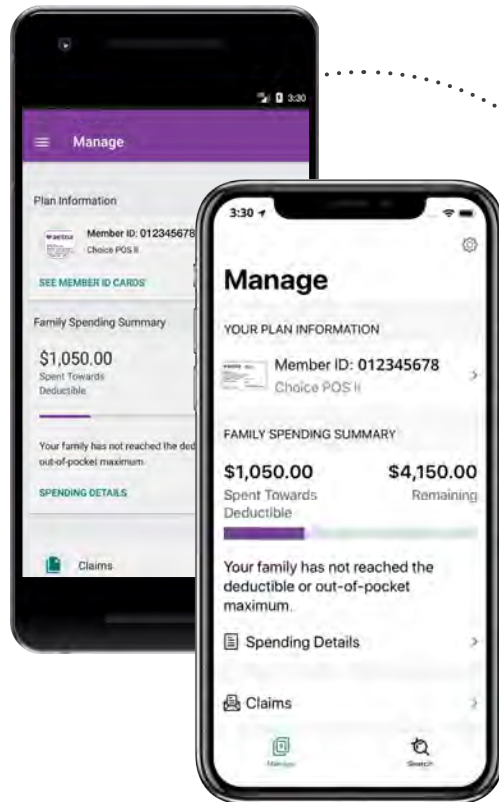 3:30
Manage
Plan Information
aetna
Member ID: 012345678
Choice POS II
SEE MEMBER ID CARDS
Family Spending Summary
$1,050.00
Spent Towards
Deductible
Your family has not reached the ded
out-of-pocket maximum
SPENDING DETAILS
Claims
3:30
Manage
YOUR PLAN INFORMATION
Member ID: 012345678
Choice POS II
FAMILY SPENDING SUMMARY
$1,050.00 $4,150.00
Spent Towards Remaining
Deductible
Your family has not reached the
deductible or out-of-pocket
maximum.
Spending Details
Claims
Manage Search